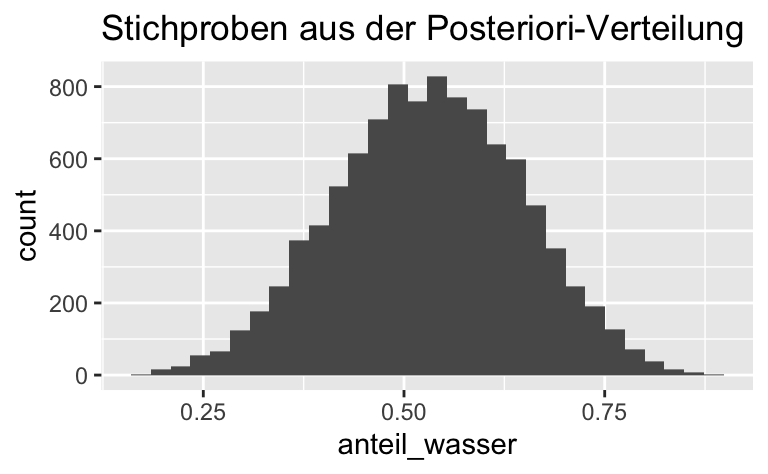 Stichproben aus der Posteriori-Verteilung
800
600
400
200
0
count
0.25 0.50 0.75
anteil_wasser